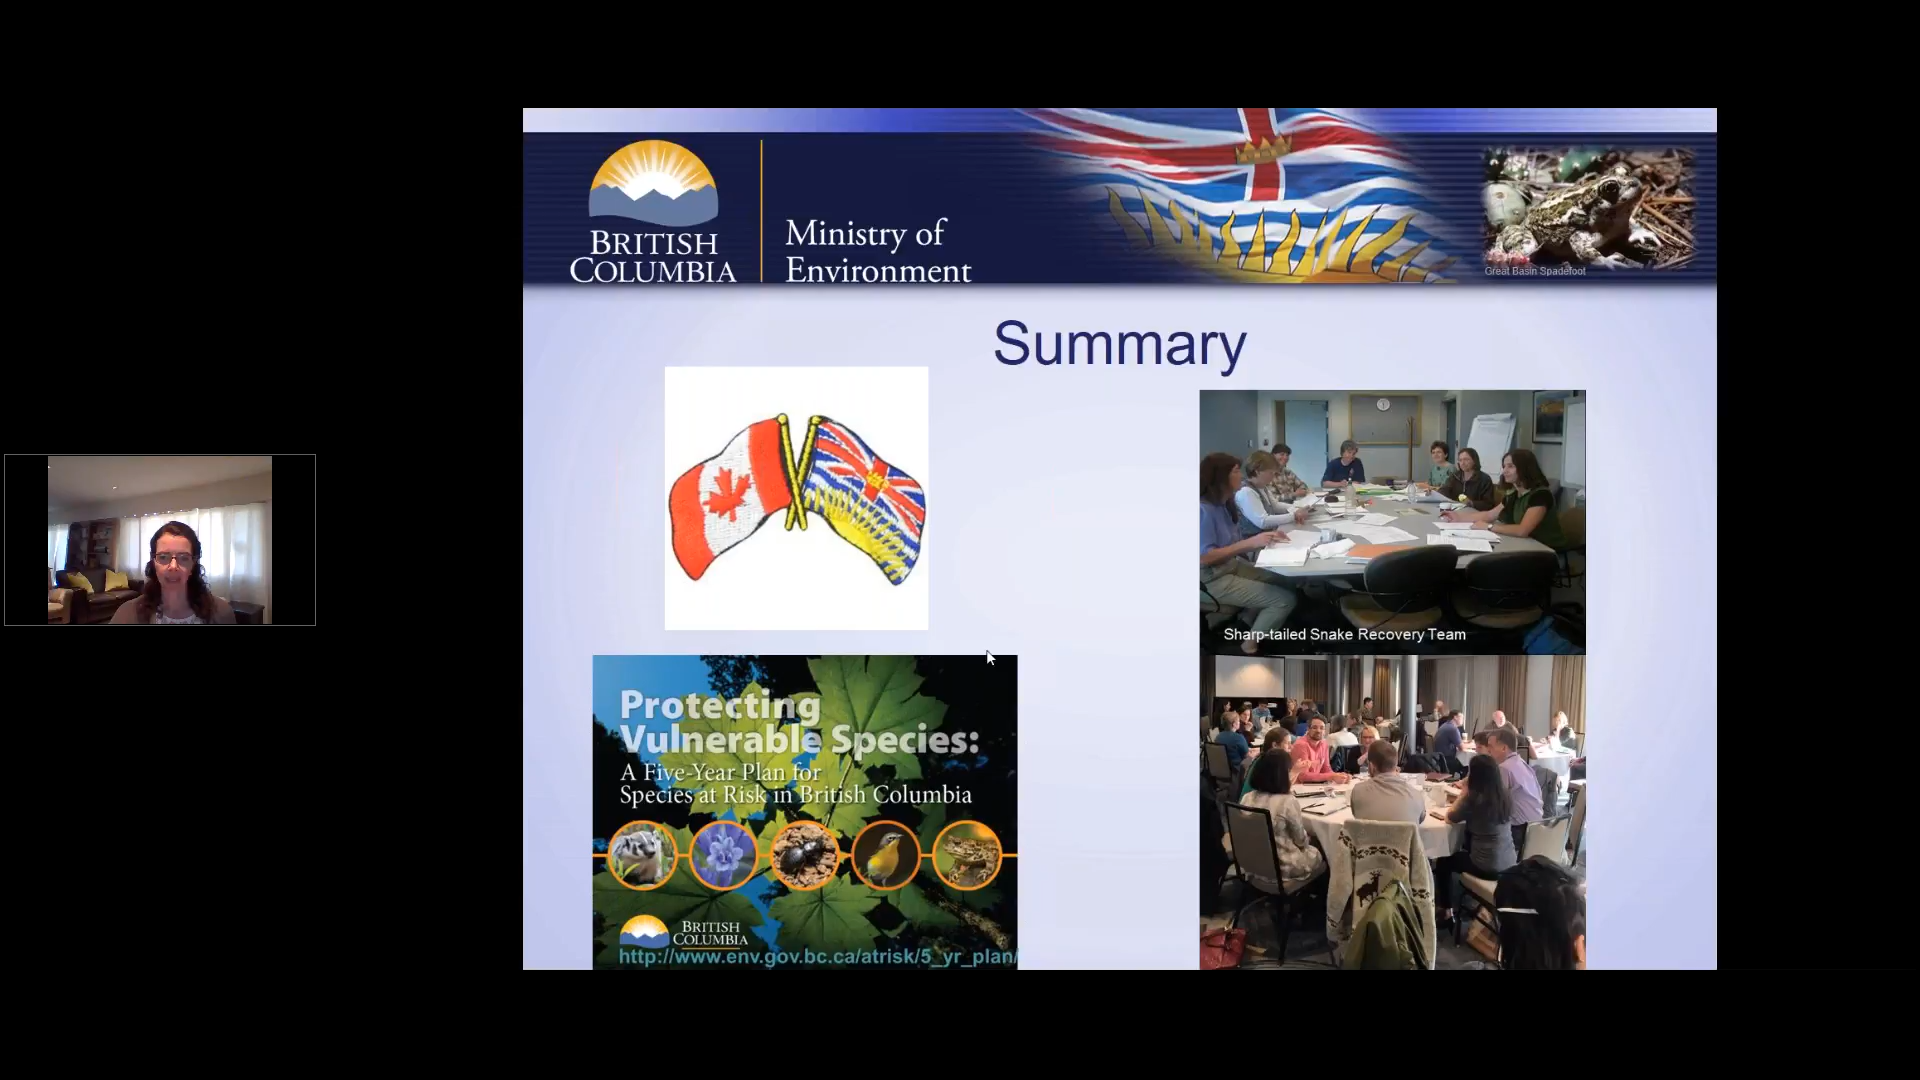 BRITISH
COLUMBIA
Ministry of
Environment
Great Basin Spadefoot
Summary
Sharp-tailed Snake Recovery Team
Protecting
Vulnerable Species:
A Five-Year Plan for
Species at Risk in British Columbia
BRITISH
COLUMBIA
http://www.env.gov.bc.ca/atrisk/5_yr_plan/